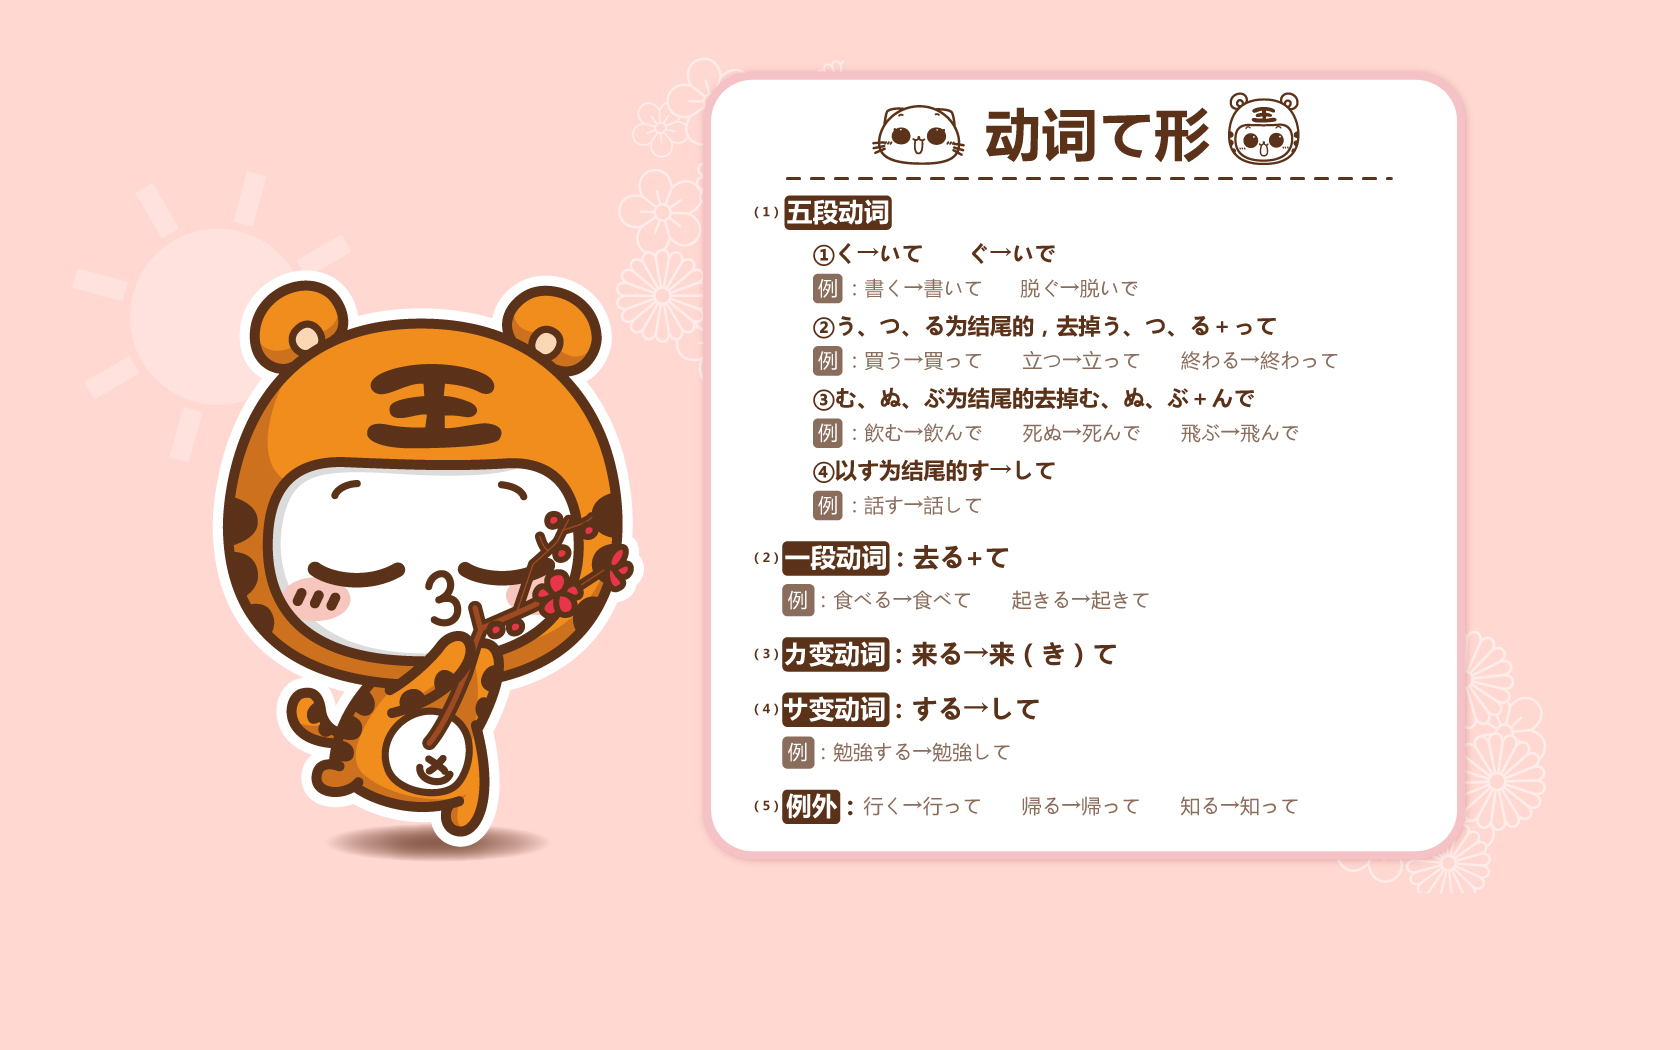 动词て形
（1）五段动词
①く→いて　　ぐ→いで
例：書く→書いて　　脱ぐ→脱いで
②う、つ、る为结尾的，去掉う、つ、る+って
例：買う→買って　　立つ→立って　　終わる→終わって
③む、ぬ、ぶ为结尾的去掉む、ぬ、ぶ+んで
例：飲む→飲んで　　死ぬ→死んで　　飛ぶ→飛んで
④以す为结尾的す→して
例：話す→話して
（2）一段动词：去る+て
例：食べる→食べて　　起きる→起きて
（3）カ变动词：来る→来（き）て
（4）サ变动词：する→して
例：勉強する→勉強して
（5）例外：行く→行って　　帰る→帰って　　知る→知って